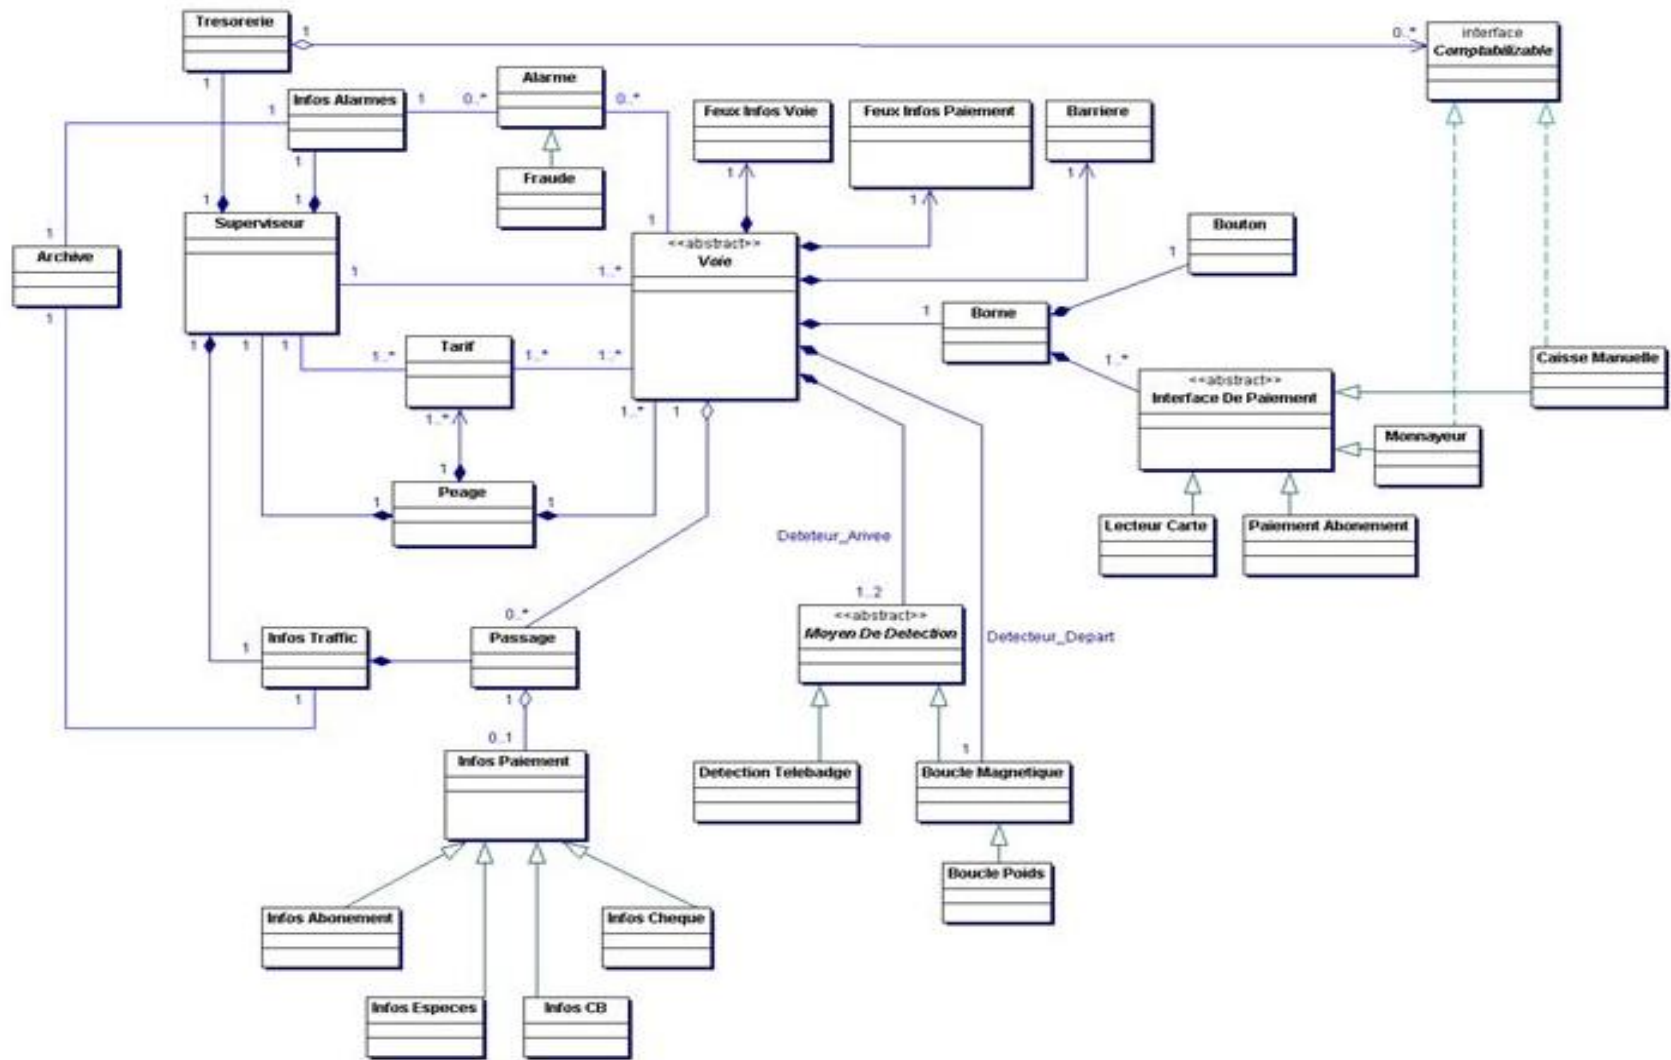 Tresorerie
1
0..*
interface
Comptabilizable
1
Alarme
Infos Alarmes
1
0..*
0..*
1
Feux Infos Voie
Feux Infos Paiement
Barriere
1
1
1
1
Fraude
1
1
1
Superviseur
1
<<abstract>>
Voie
Bouton
1
Archive
1
1..*
1
1
Borne
1
1
1
1
Tarif
1..*
1..*
1..*
1..*
Caisse Manuelle
<<abstract>>
Interface De Paiement
1..*
1..*
1
Monnayeur
1
Peage
1
1
Lecteur Carte
Paiement Abonement
Deteteur_Arivee
1..2
0..*
<<abstract>>
Moyen De Detection
Detecteur_Depart
Infos Traffic
1
Passage
1
1
0..1
1
Infos Paiement
Detection Telebadge
Boucle Magnetique
Boucle Poids
Infos Abonement
Infos Cheque
Infos Especes
Infos CB